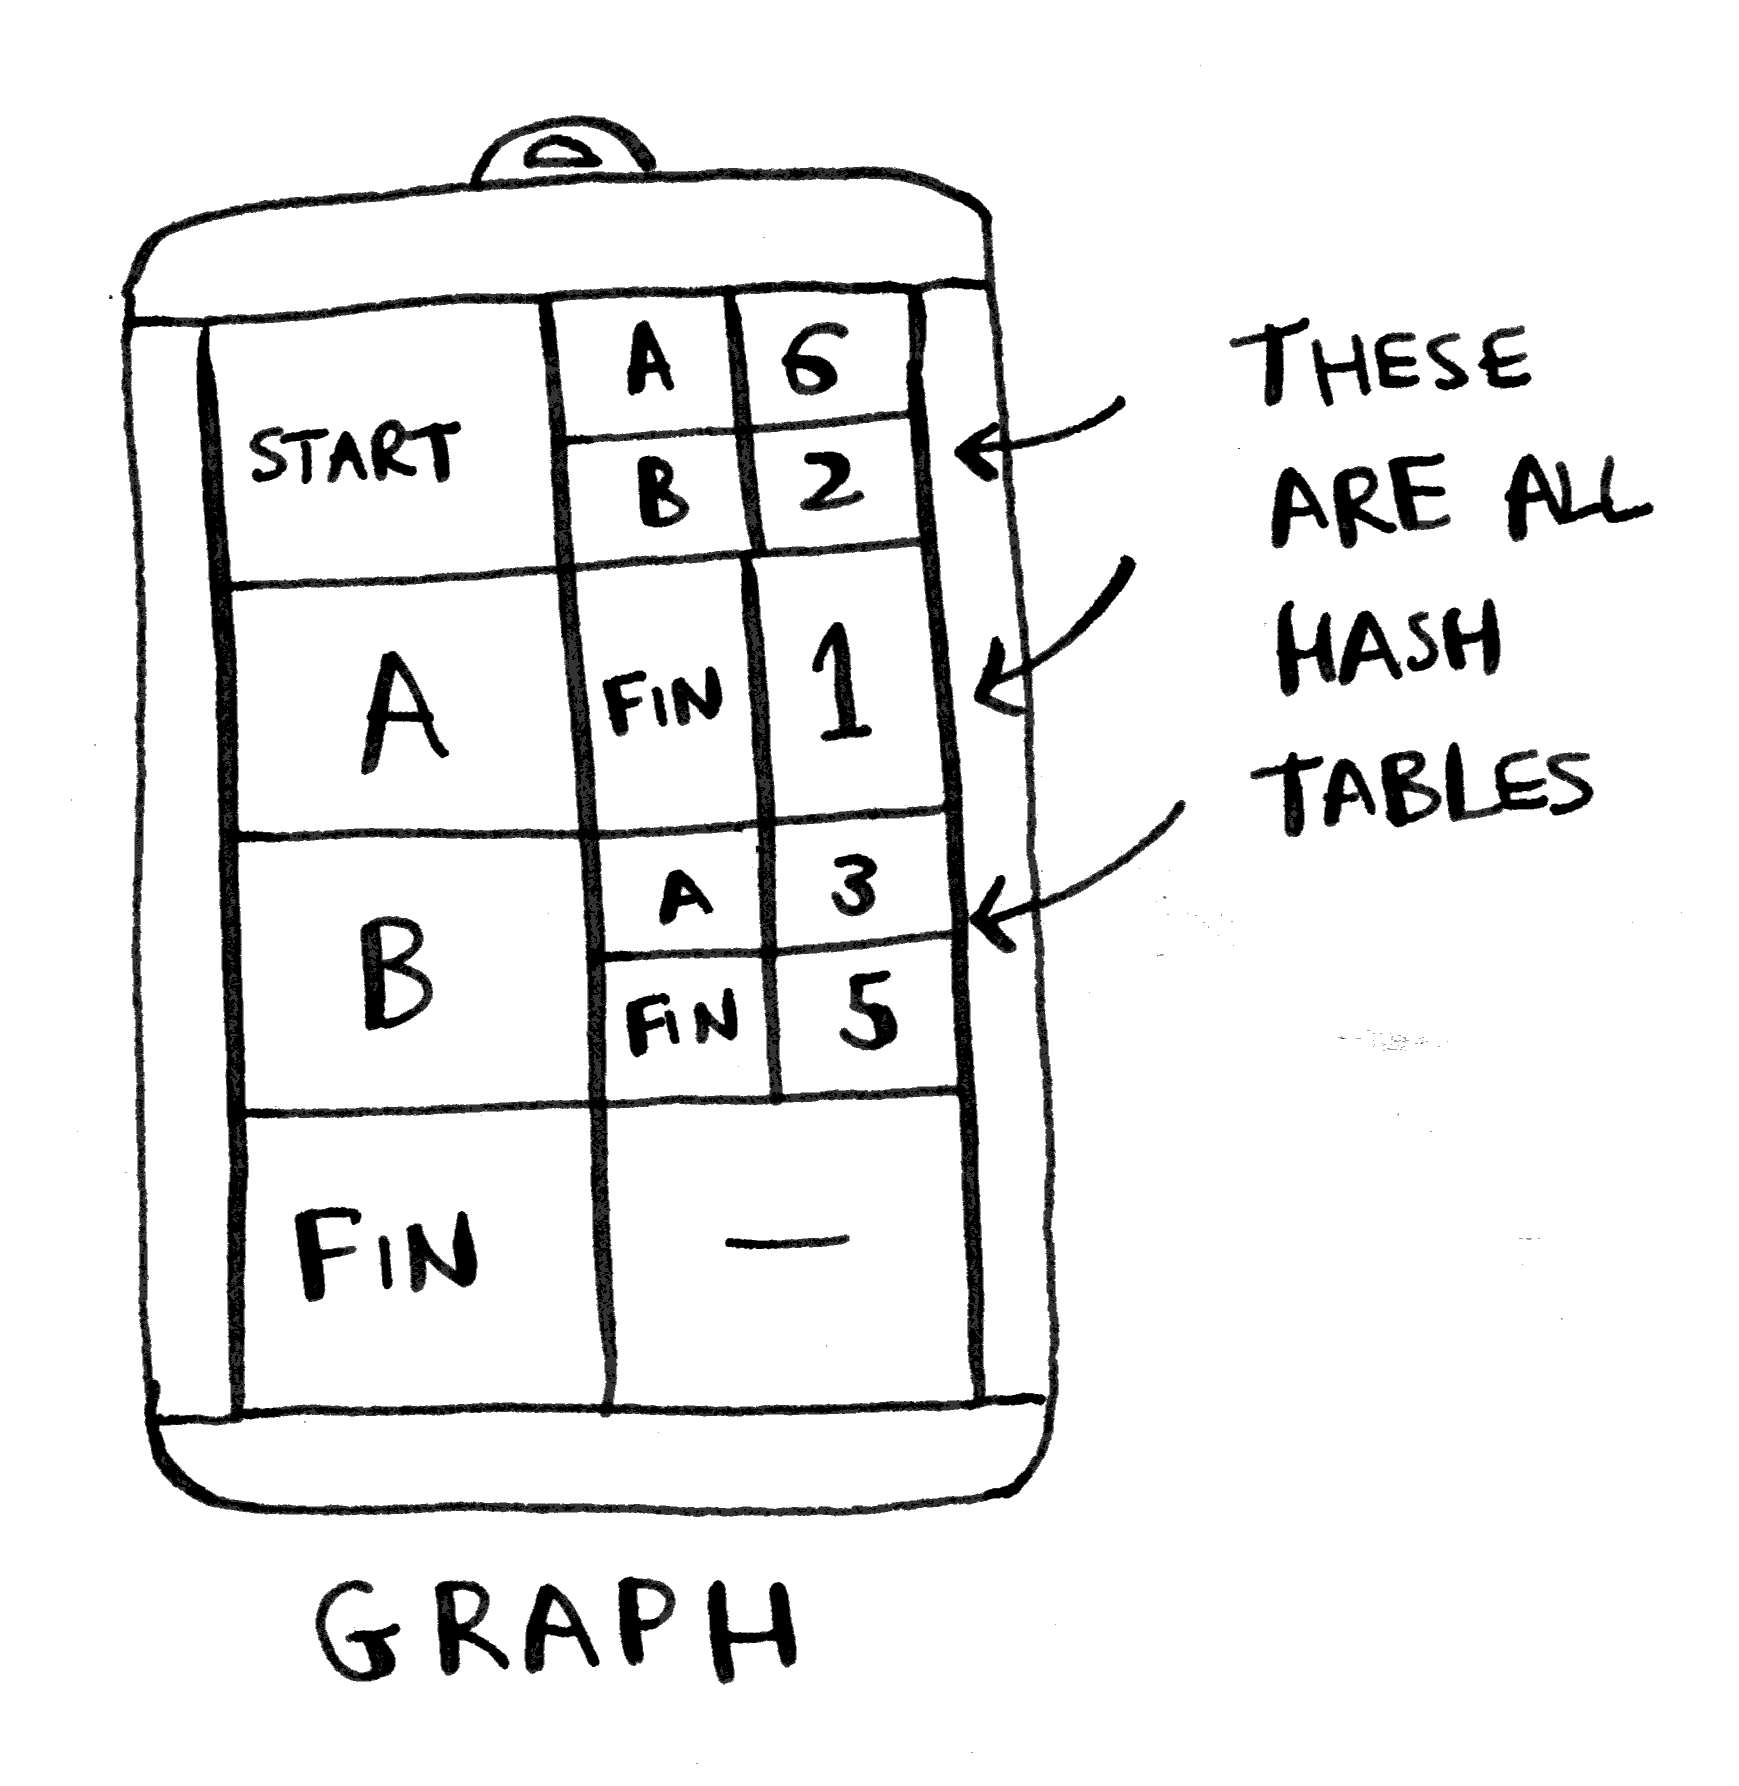 START A 6
B 2
A FIN 1
B A 3
FIN 5
FIN —
THESE
ARE ALL
HASH
TABLES
GRAPH